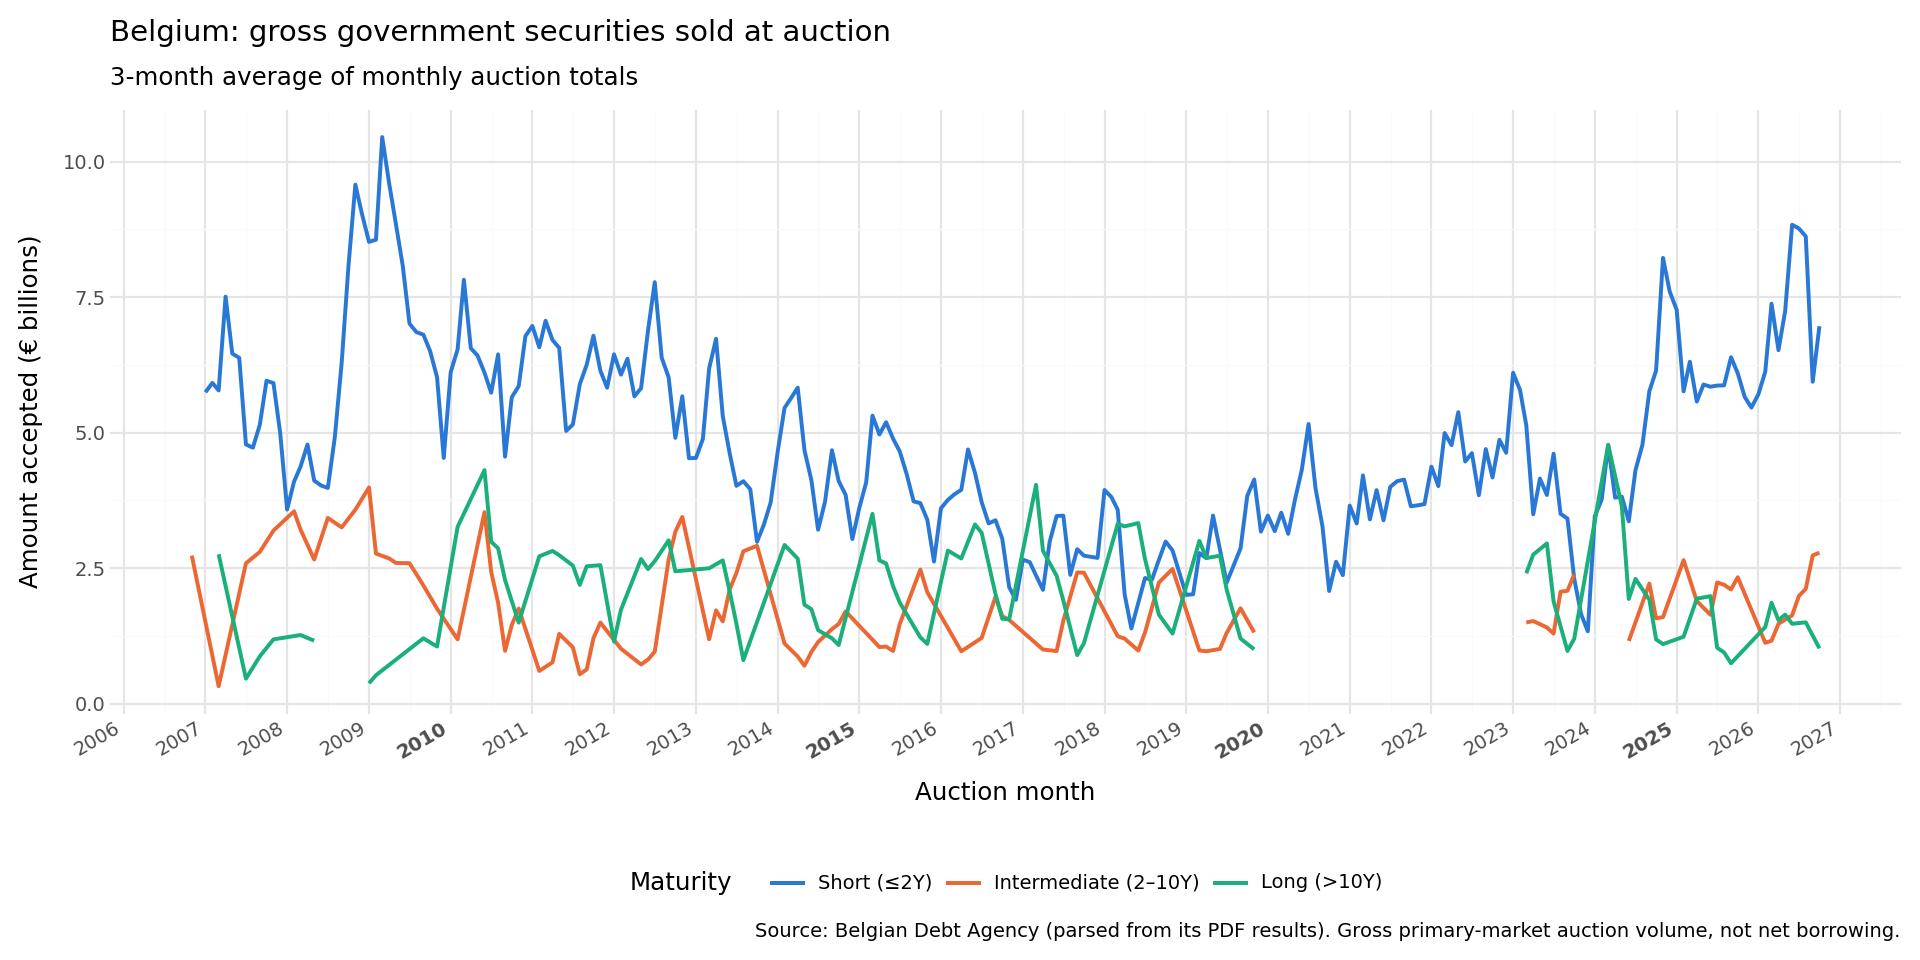 Belgium: gross government securities sold at auction
3-month average of monthly auction totals
Amount accepted (€ billions)
10.0
7.5
5.0
2.5
0.0
2006 2007 2008 2009 2010 2011 2012 2013 2014 2015 2016 2017 2018 2019 2020 2021 2022 2023 2024 2025 2026 2027
Auction month
Maturity Short (≤2Y) Intermediate (2–10Y) Long (>10Y)
Source: Belgian Debt Agency (parsed from its PDF results). Gross primary-market auction volume, not net borrowing.